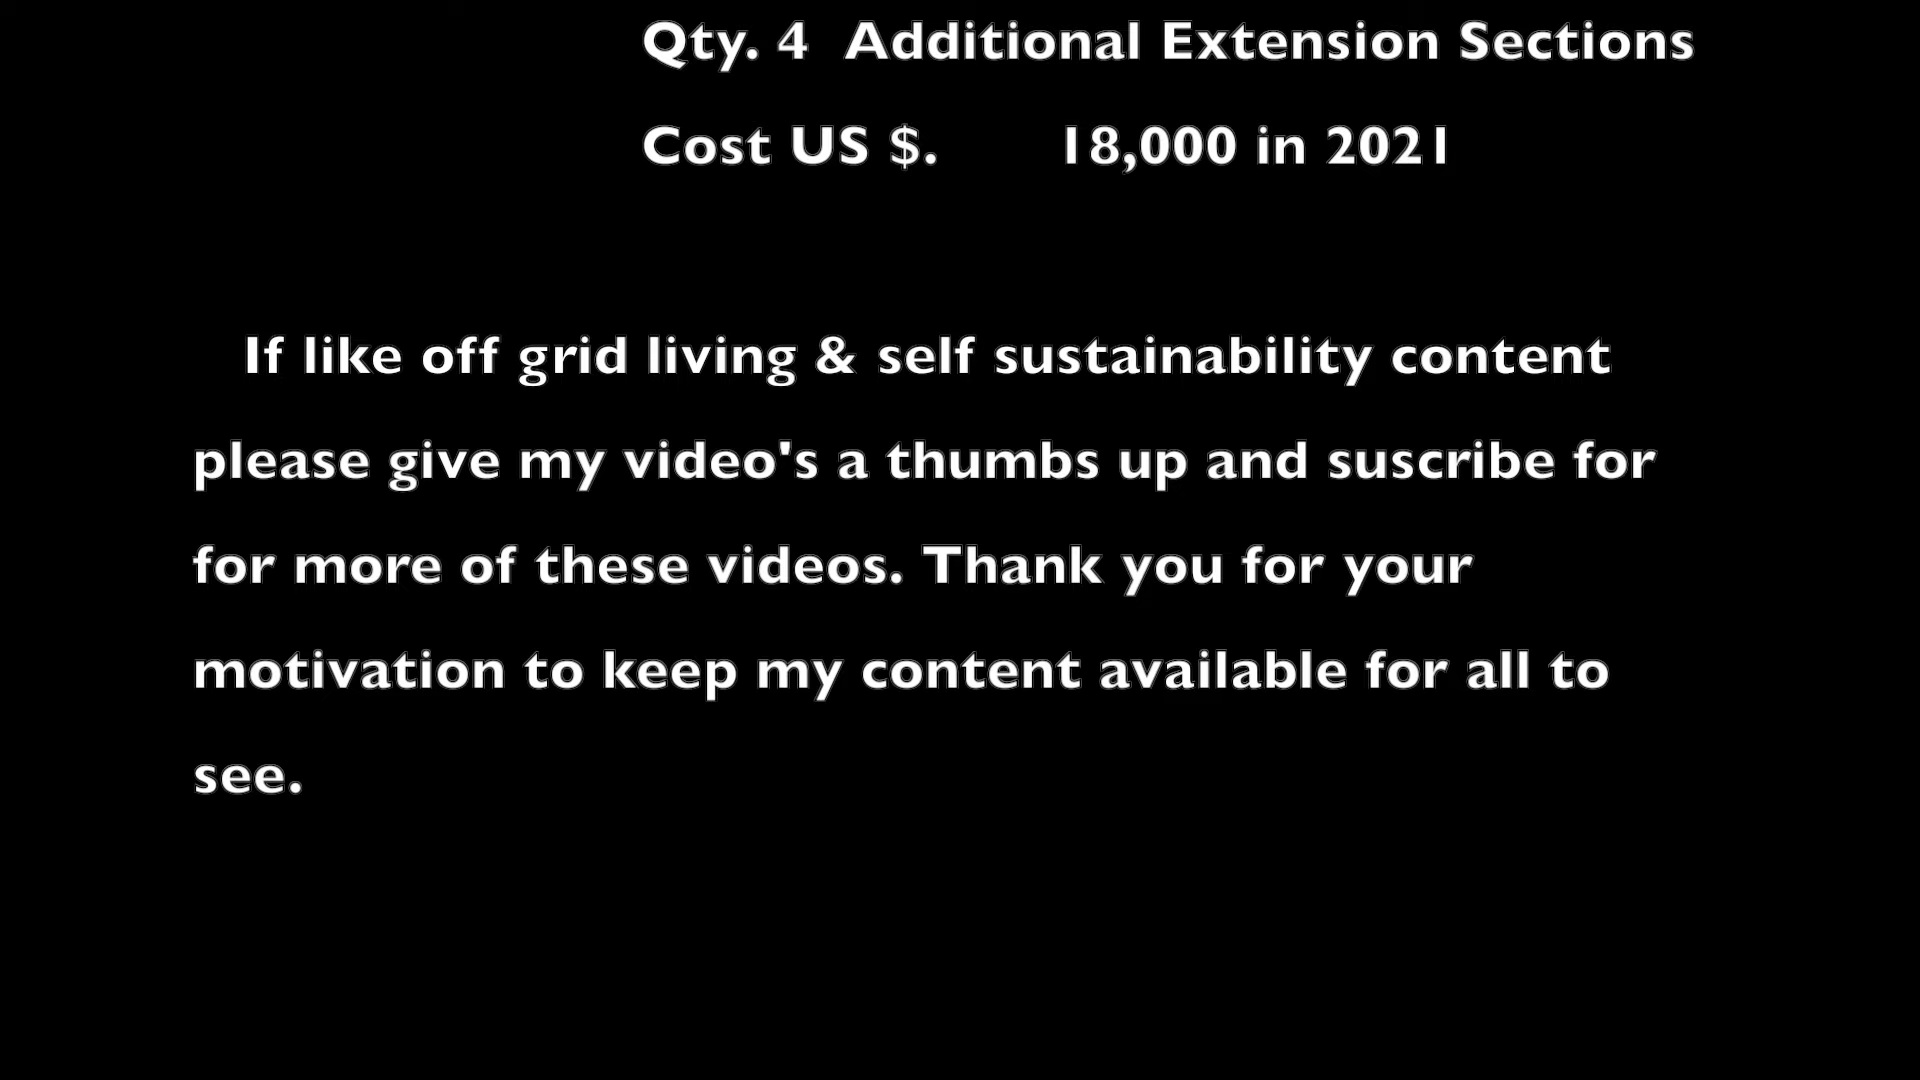 Qty. 4 Additional Extension Sections
Cost US $. 18,000 in 2021
If like off grid living & self sustainability content
please give my video's a thumbs up and suscribe for
for more of these videos. Thank you for your
motivation to keep my content available for all to
see.